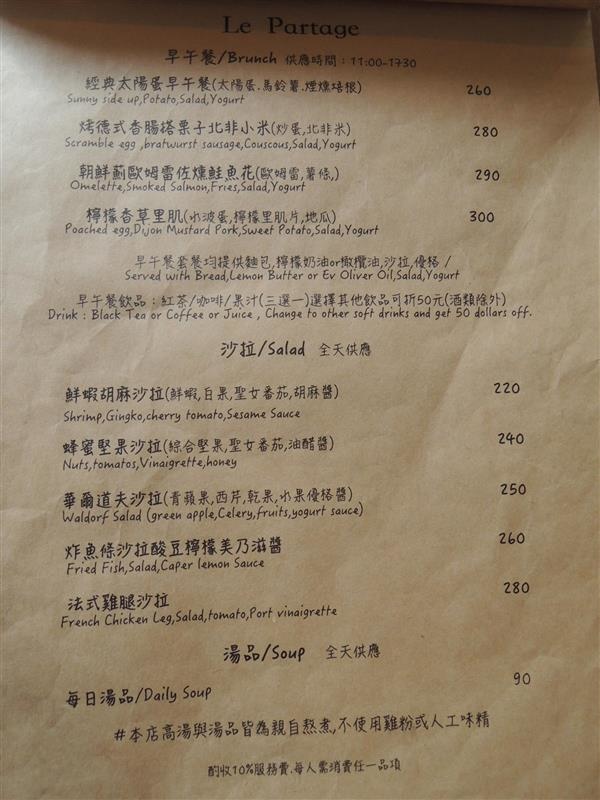 Le Partage
早午餐/Brunch 供應時間：11:00-1730
經典太陽蛋早午餐(太陽蛋.馬鈴薯.煙燻培根) 260
Sunny side up,Potato,Salad,Yogurt
烤德式香腸搭栗子北非小米(炒蛋,北非米) 280
Scramble egg ,bratwurst sausage,Couscous,Salad,Yogurt
朝鮮薊歐姆雷佐燻鮭魚花(歐姆雷,薯條,) 290
Omelette,Smoked Salmon,Fries,Salad,Yogurt
檸檬香草里肌(水波蛋,檸檬里肌片,地瓜) 300
Poached egg,Dijon Mustard Pork,Sweet Potato,Salad,Yogurt
早午餐套餐均提供麵包,檸檬奶油or橄欖油,沙拉,優格 /
Served with Bread,Lemon Butter or Ev Oliver Oil,Salad,Yogurt
早午餐飲品：紅茶/咖啡/果汁(三選一)選擇其他飲品可折50元(酒類除外)
Drink : Black Tea or Coffee or Juice , Change to other soft drinks and get 50 dollars off.
沙拉/Salad 全天供應
鮮蝦胡麻沙拉(鮮蝦,白果,聖女番茄,胡麻醬) 220
Shrimp,Gingko,cherry tomato,Sesame Sauce
蜂蜜堅果沙拉(綜合堅果,聖女番茄,油醋醬) 240
Nuts,tomatos,Vinaigrette,honey
華爾道夫沙拉(青蘋果,西芹,乾果,水果優格醬) 250
Waldorf Salad (green apple,Celery,fruits,yogurt sauce)
炸魚條沙拉酸豆檸檬美乃滋醬 260
Fried Fish,Salad,Caper lemon Sauce
法式雞腿沙拉 280
French Chicken Leg,Salad,tomato,Port vinaigrette
湯品/Soup 全天供應
每日湯品/Daily Soup 90
#本店高湯與湯品皆為親自熬煮,不使用雞粉或人工味精
酌收10%服務費.每人需消費任一品項